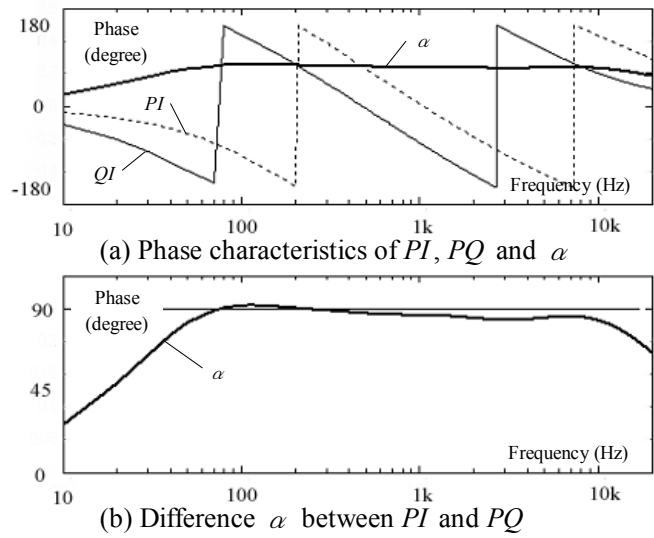 180
Phase
(degree)
α
0
PI
QI
-180
Frequency (Hz)
10
100
1k
10k
(a) Phase characteristics of PI, PQ and α
90
Phase
(degree)
45
α
0
Frequency (Hz)
10
100
1k
10k
(b) Difference α between PI and PQ